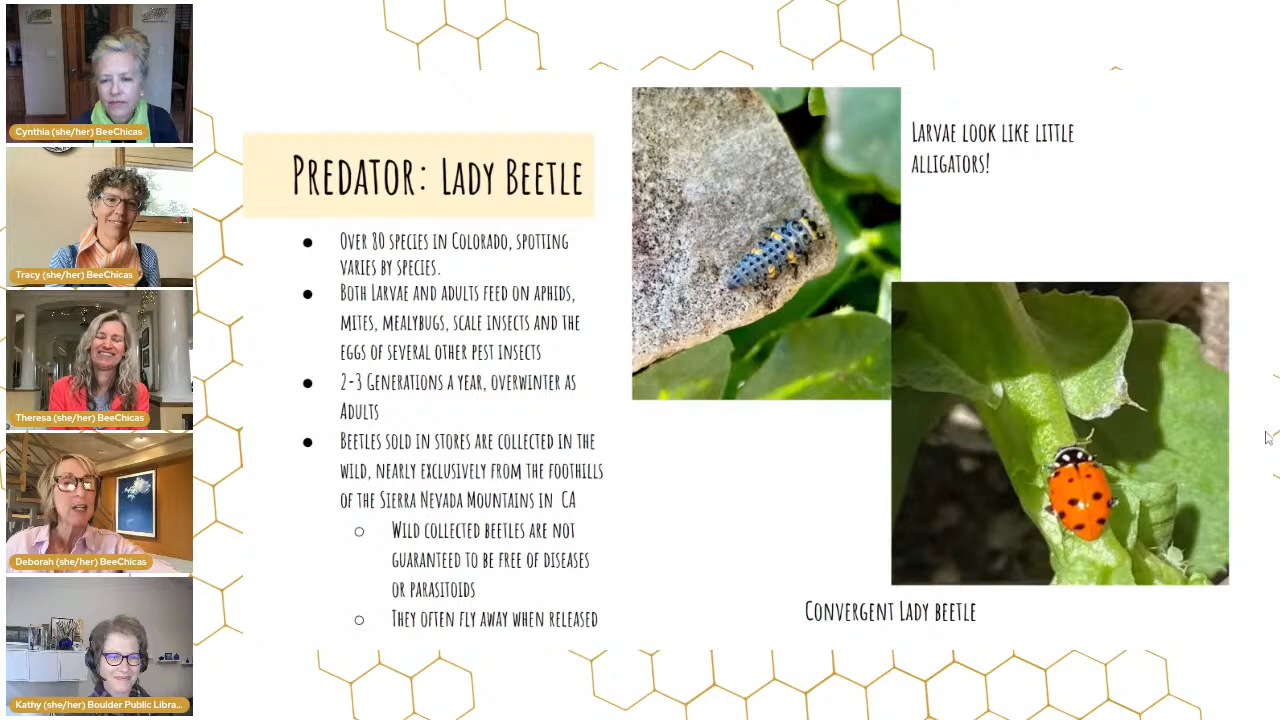 Cynthia (she/her) BeeChicas
Tracy (she/her) BeeChicas
Theresa (she/her) BeeChicas
Deborah (she/her) BeeChicas
Kathy (she/her) Boulder Public Libra...
Predator: Lady Beetle
● Over 80 species in Colorado, spotting
varies by species.
● Both Larvae and adults feed on aphids,
mites, mealybugs, scale insects and the
eggs of several other pest insects
● 2-3 Generations a year, overwinter as
Adults
● Beetles sold in stores are collected in the
wild, nearly exclusively from the foothills
of the Sierra Nevada Mountains in CA
○ Wild collected beetles are not
guaranteed to be free of diseases
or parasitoids
○ They often fly away when released
Larvae look like little
alligators!
Convergent Lady beetle